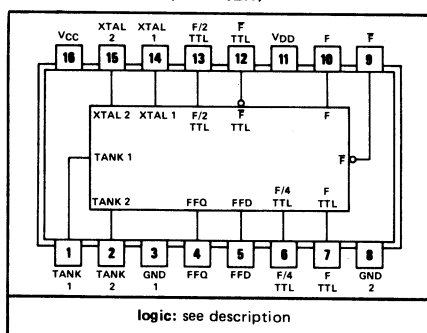 XTAL XTAL F/2 F̅
VCC 2 1 TTL TTL VDD F F̅
16 15 14 13 12 11 10 9
XTAL 2 XTAL 1 F/2 F̅ F
TTL TTL
TANK 1
F̅
F/4 F
TANK 2 FFQ FFD TTL TTL
1 2 3 4 5 6 7 8
TANK TANK GND FFQ FFD F/4 F GND
1 2 1 TTL TTL 2
logic: see description